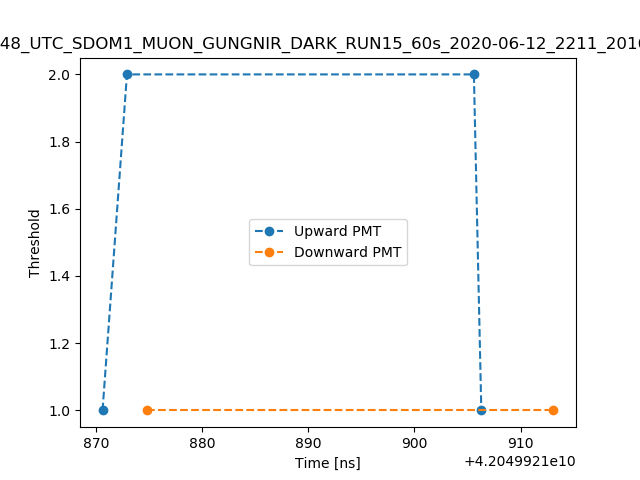 48_UTC_SDOM1_MUON_GUNGNIR_DARK_RUN15_60s_2020-06-12_2211_201
2.0
1.8
1.6
1.4
1.2
1.0
Threshold
Upward PMT
Downward PMT
870 880 890 900 910
+4.2049921e10
Time [ns]